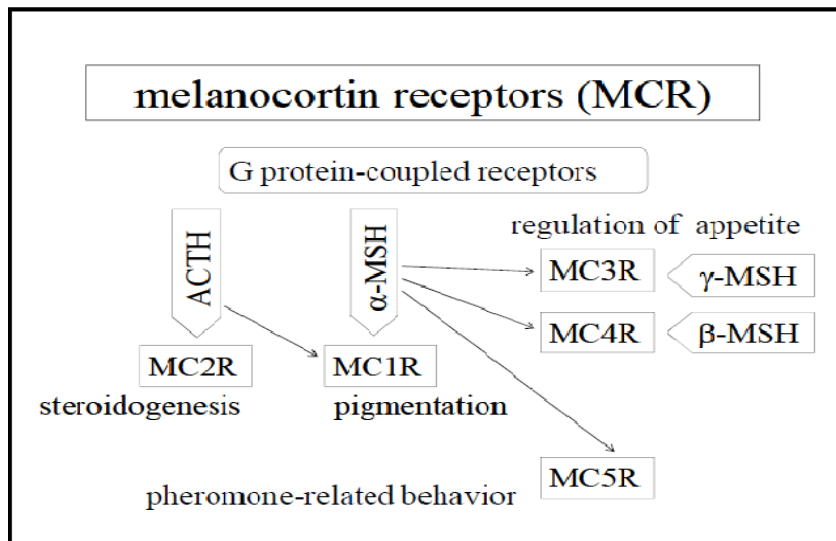 melanocortin receptors (MCR)
G protein-coupled receptors
regulation of appetite
ACTH
α-MSH
MC3R
γ-MSH
MC4R
β-MSH
MC2R
MC1R
steroidogenesis
pigmentation
MC5R
pheromone-related behavior